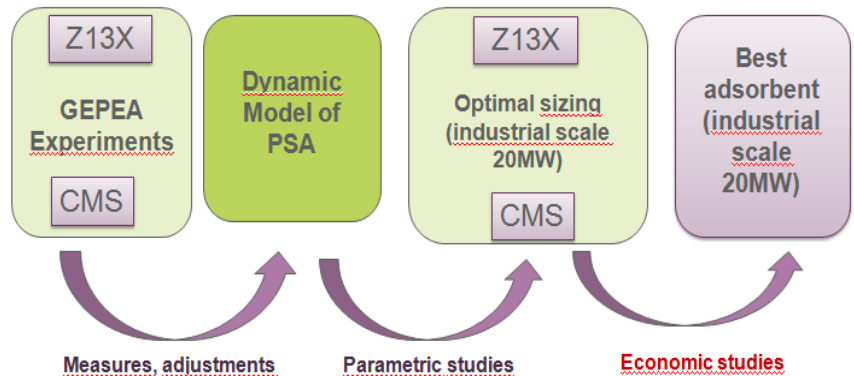 Z13X
GEPEA
Experiments
CMS
Dynamic
Model of
PSA
Z13X
Optimal sizing
(industrial scale
20MW)
CMS
Best
adsorbent
(industrial
scale
20MW)
Measures, adjustments
Parametric studies
Economic studies